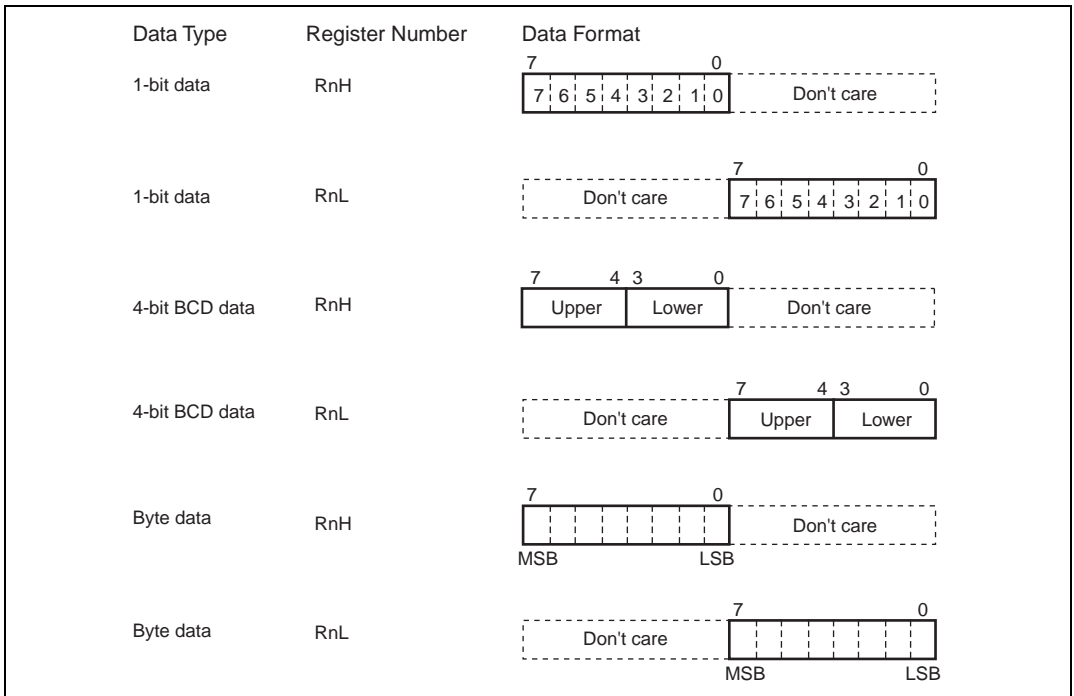 Data Type Register Number Data Format
7 0
1-bit data RnH 7 6 5 4 3 2 1 0 Don't care
7 0
1-bit data RnL Don't care 7 6 5 4 3 2 1 0
7 4 3 0
4-bit BCD data RnH Upper Lower Don't care
7 4 3 0
4-bit BCD data RnL Don't care Upper Lower
7 0
Byte data RnH Don't care
MSB LSB
7 0
Byte data RnL Don't care
MSB LSB